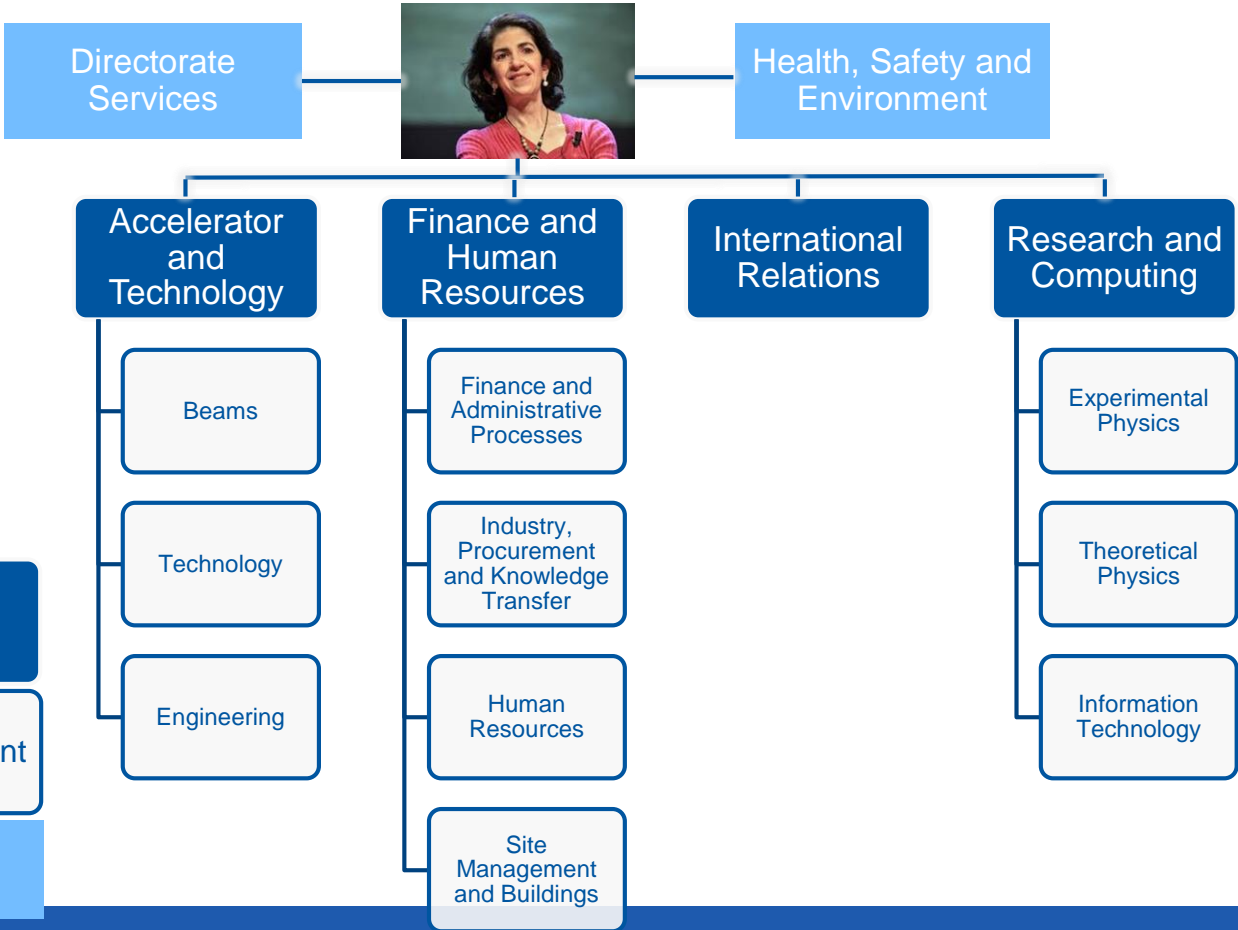 Directorate
Services
Health, Safety and
Environment
Accelerator
and
Technology
Finance and
Human
Resources
International
Relations
Research and
Computing
Beams
Technology
Engineering
Finance and
Administrative
Processes
Industry,
Procurement
and Knowledge
Transfer
Human
Resources
Site
Management
and Buildings
Experimental
Physics
Theoretical
Physics
Information
Technology
nt